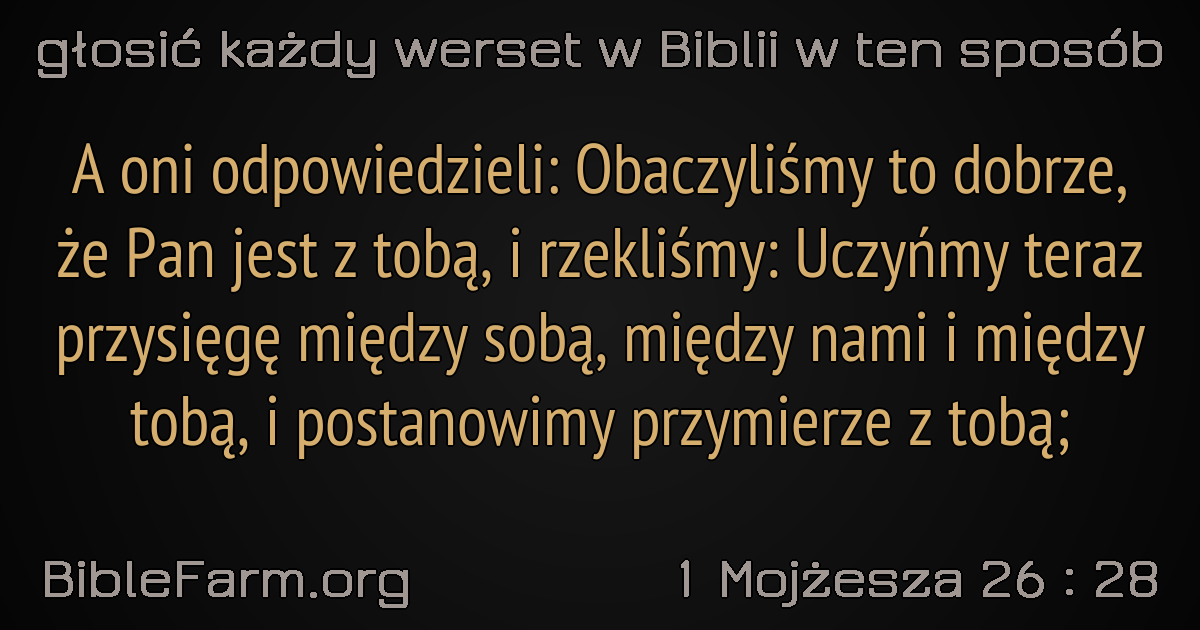 głosić każdy werset w Biblii w ten sposób
A oni odpowiedzieli: Obaczyliśmy to dobrze,
że Pan jest z tobą, i rzekliśmy: Uczyńmy teraz
przysięgę między sobą, między nami i między
tobą, i postanowimy przymierze z tobą;
BibleFarm.org
1 Mojżesza 26 : 28